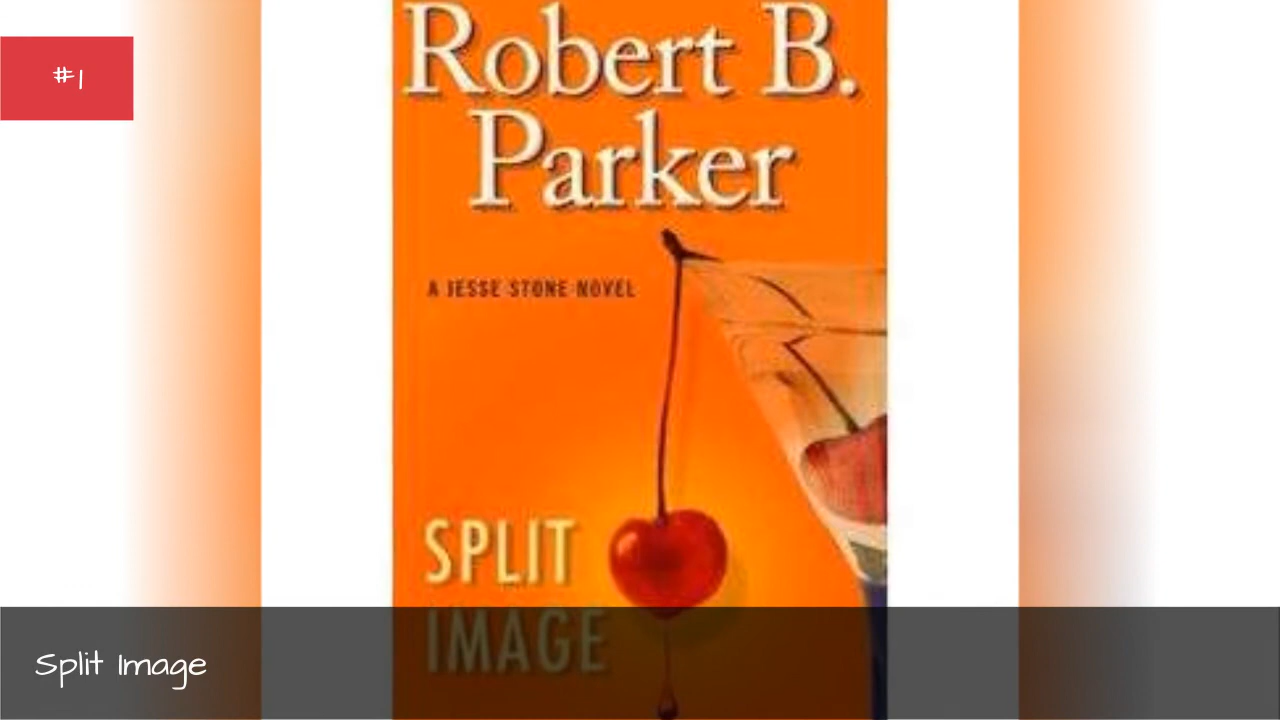 #1
Robert B.
Parker
A JESSE STONE NOVEL
SPLIT
IMAGE
Split Image